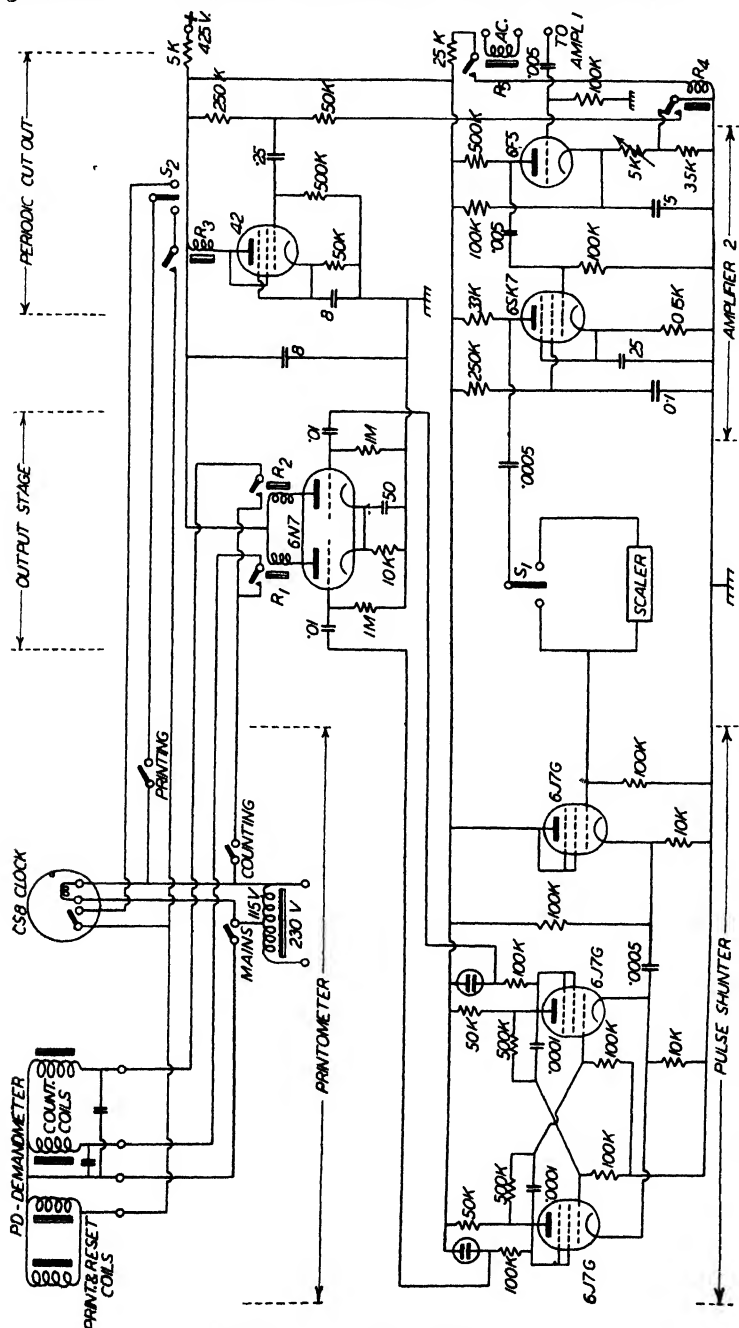 PERIODIC CUT OUT
OUTPUT STAGE
PD-DEMANDMETER
COUNT.
COILS
PRINT.& RESET
COILS
CS8 CLOCK
PRINTING
MAINS
COUNTING
115V
230 V
PRINTOMETER
S2
R3
42
5K
425V.
250K
50K
.25
500K
50K
8
8
R1
R2
6N7
.01
1M
10K
50
.01
1M
50K
100K
500K
.0001
6J7G
100K
50K
100K
500K
.0001
6J7G
100K
10K
.0005
100K
6J7G
100K
10K
PULSE SHUNTER
S1
SCALER
.0005
250K
33K
6SK7
0.1
.25
0.15K
100K
.005
100K
500K
6F5
.5
5K
35K
25K
R5
AC.
.005
TO
AMPL 1
100K
R4
AMPLIFIER 2